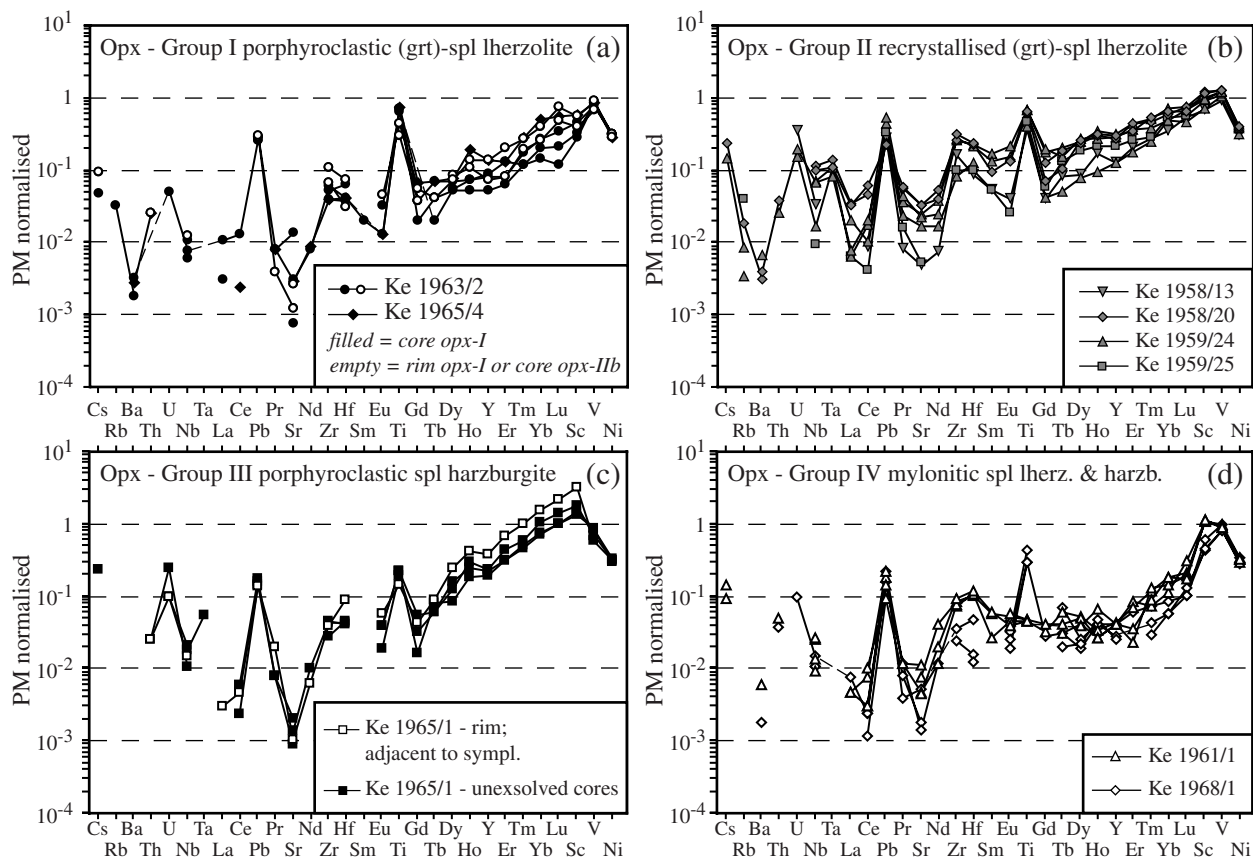 Opx - Group I porphyroclastic (grt)-spl lherzolite (a)
PM normalised
10^1
1
10^-1
10^-2
10^-3
10^-4
Ke 1963/2
Ke 1965/4
filled = core opx-I
empty = rim opx-I or core opx-IIb
Cs Ba U Ta Ce Pr Nd Hf Eu Gd Dy Y Tm Lu V
Rb Th Nb La Pb Sr Zr Sm Ti Tb Ho Er Yb Sc Ni
Opx - Group II recrystallised (grt)-spl lherzolite (b)
PM normalised
10^1
1
10^-1
10^-2
10^-3
10^-4
Ke 1958/13
Ke 1958/20
Ke 1959/24
Ke 1959/25
Cs Ba U Ta Ce Pr Nd Hf Eu Gd Dy Y Tm Lu V
Rb Th Nb La Pb Sr Zr Sm Ti Tb Ho Er Yb Sc Ni
Opx - Group III porphyroclastic spl harzburgite (c)
PM normalised
10^1
1
10^-1
10^-2
10^-3
10^-4
Ke 1965/1 - rim;
adjacent to sympl.
Ke 1965/1 - unexsolved cores
Cs Ba U Ta Ce Pr Nd Hf Eu Gd Dy Y Tm Lu V
Rb Th Nb La Pb Sr Zr Sm Ti Tb Ho Er Yb Sc Ni
Opx - Group IV mylonitic spl lherz. & harzb. (d)
PM normalised
10^1
1
10^-1
10^-2
10^-3
10^-4
Ke 1961/1
Ke 1968/1
Cs Ba U Ta Ce Pr Nd Hf Eu Gd Dy Y Tm Lu V
Rb Th Nb La Pb Sr Zr Sm Ti Tb Ho Er Yb Sc Ni